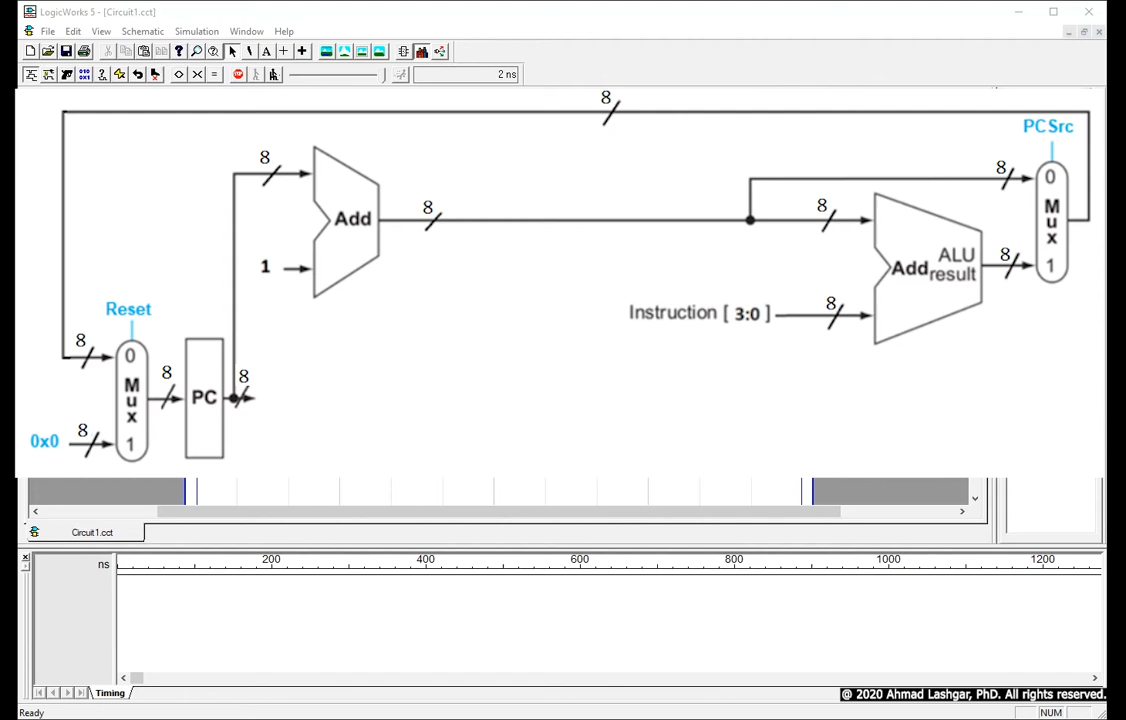 LogicWorks 5 - [Circuit1.cct]
File Edit View Schematic Simulation Window Help
2 ns
8
PCSrc
8
8
0
Mux
1
Add
8
8
1
Add ALU result
8
Instruction [ 3:0 ]
8
Reset
8
0
Mux
1
8
PC
8
0x0
8
Circuit1.cct
ns
200 400 600 800 1000 1200
Timing
@ 2020 Ahmad Lashgar, PhD. All rights reserved.
Ready
NUM